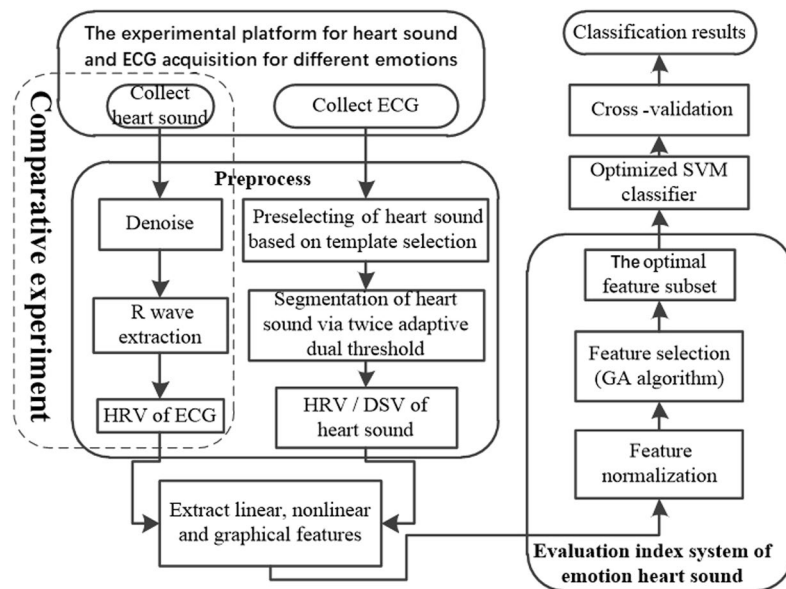 The experimental platform for heart sound
and ECG acquisition for different emotions
Collect
heart sound
Collect ECG
Comparative experiment
Preprocess
Denoise
R wave
extraction
HRV of ECG
Preselecting of heart sound
based on template selection
Segmentation of heart
sound via twice adaptive
dual threshold
HRV / DSV of
heart sound
Extract linear, nonlinear
and graphical features
Classification results
Cross -validation
Optimized SVM
classifier
The optimal
feature subset
Feature selection
(GA algorithm)
Feature
normalization
Evaluation index system of
emotion heart sound